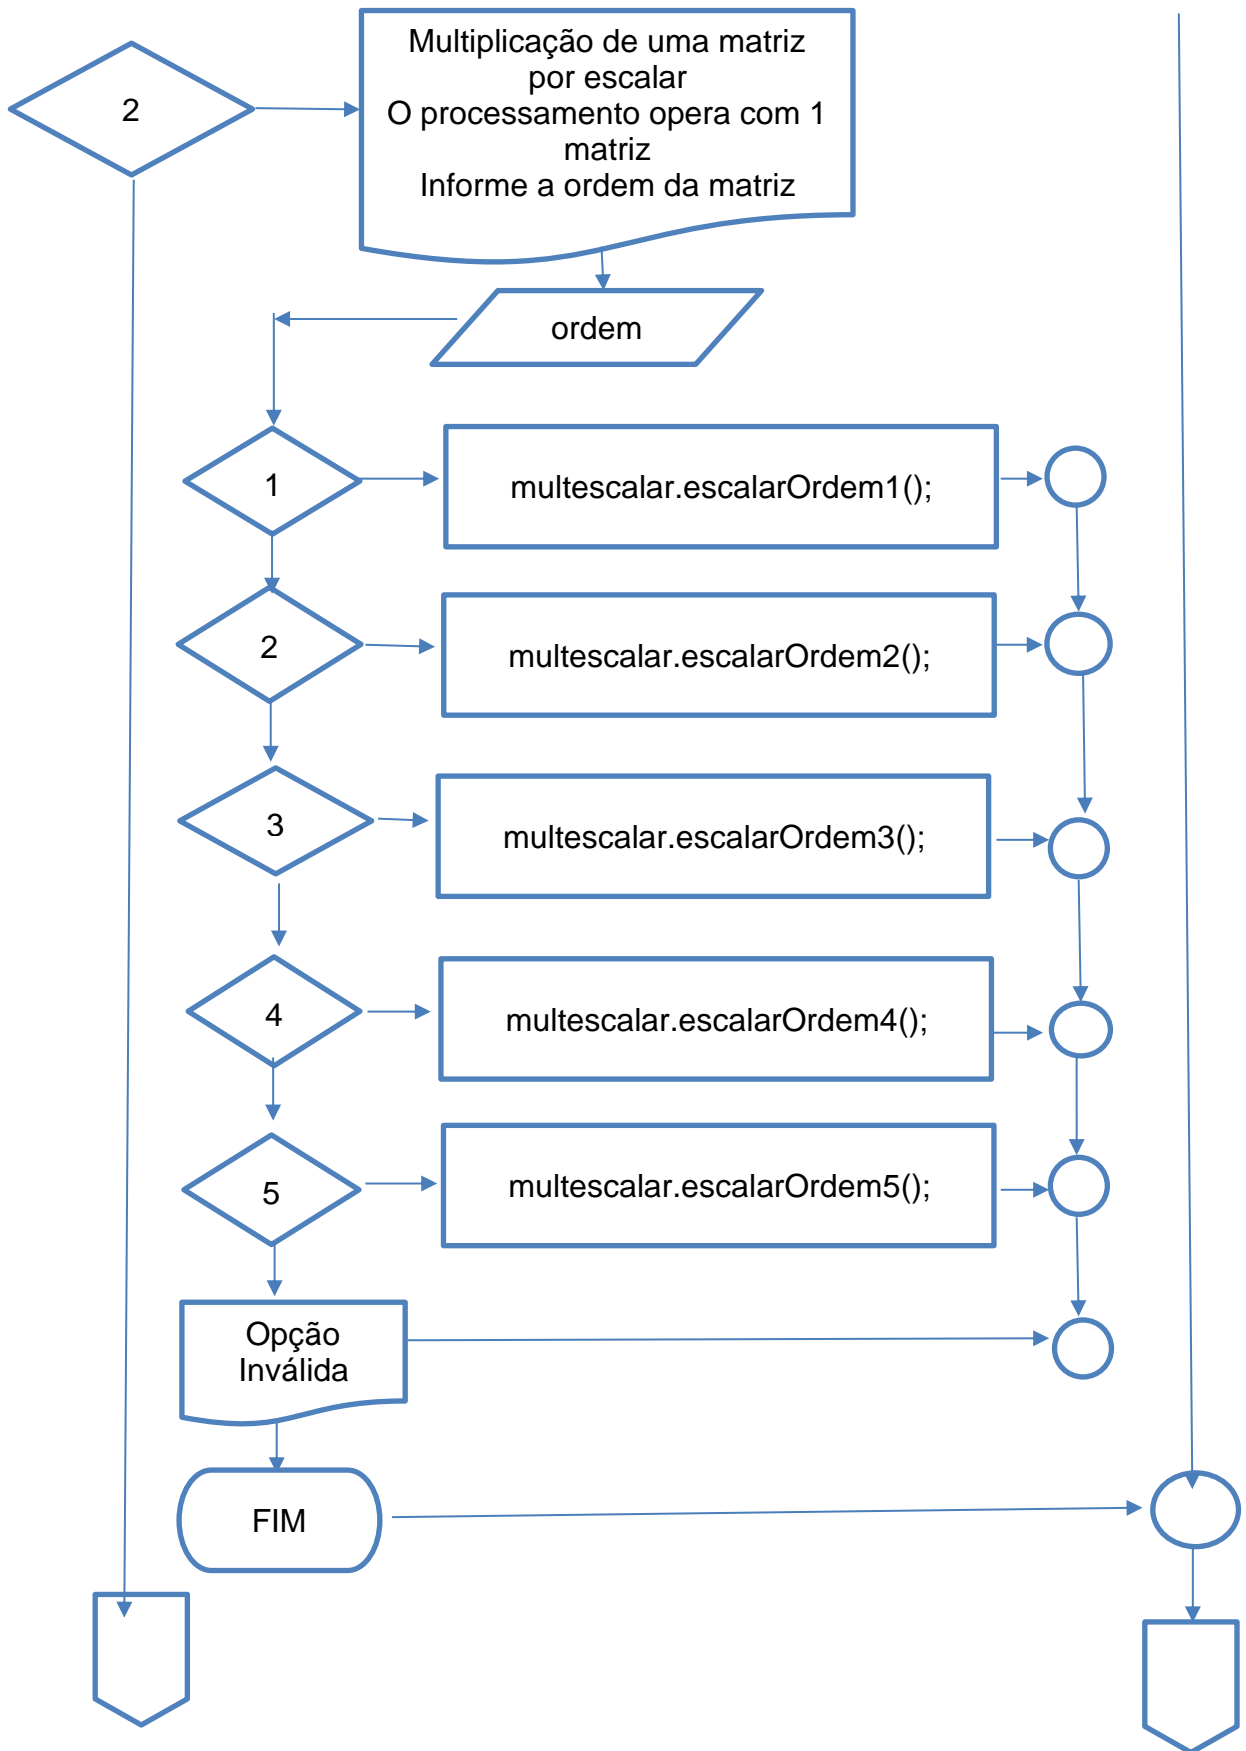 2
Multiplicação de uma matriz
por escalar
O processamento opera com 1
matriz
Informe a ordem da matriz
ordem
1
multescalar.escalarOrdem1();
2
multescalar.escalarOrdem2();
3
multescalar.escalarOrdem3();
4
multescalar.escalarOrdem4();
5
multescalar.escalarOrdem5();
Opção
Inválida
FIM